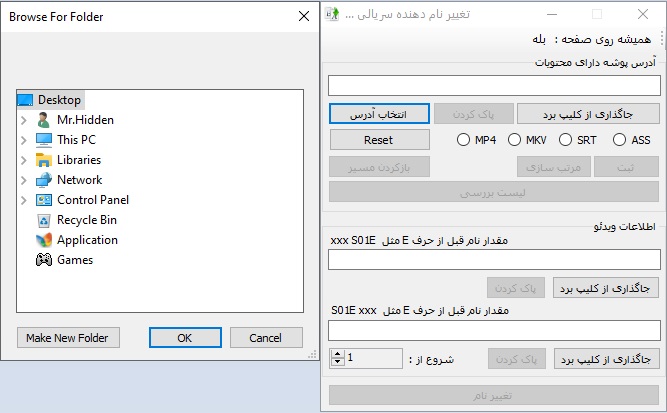 Browse For Folder
Desktop
Mr.Hidden
This PC
Libraries
Network
Control Panel
Recycle Bin
Application
Games
Make New Folder
OK
Cancel
تغییر نام دهنده سریالی ...
همیشه روی صفحه : بله
آدرس پوشه دارای محتویات
انتخاب آدرس
پاک کردن
جاگذاری از کلیپ برد
Reset
MP4
MKV
SRT
ASS
بازکردن مسیر
مرتب سازی
ثبت
لیست بررسی
اطلاعات ویدئو
مقدار نام قبل از حرف E مثل xxx S01E
پاک کردن
جاگذاری از کلیپ برد
مقدار نام قبل از حرف E مثل S01E xxx
1
شروع از :
پاک کردن
جاگذاری از کلیپ برد
تغییر نام